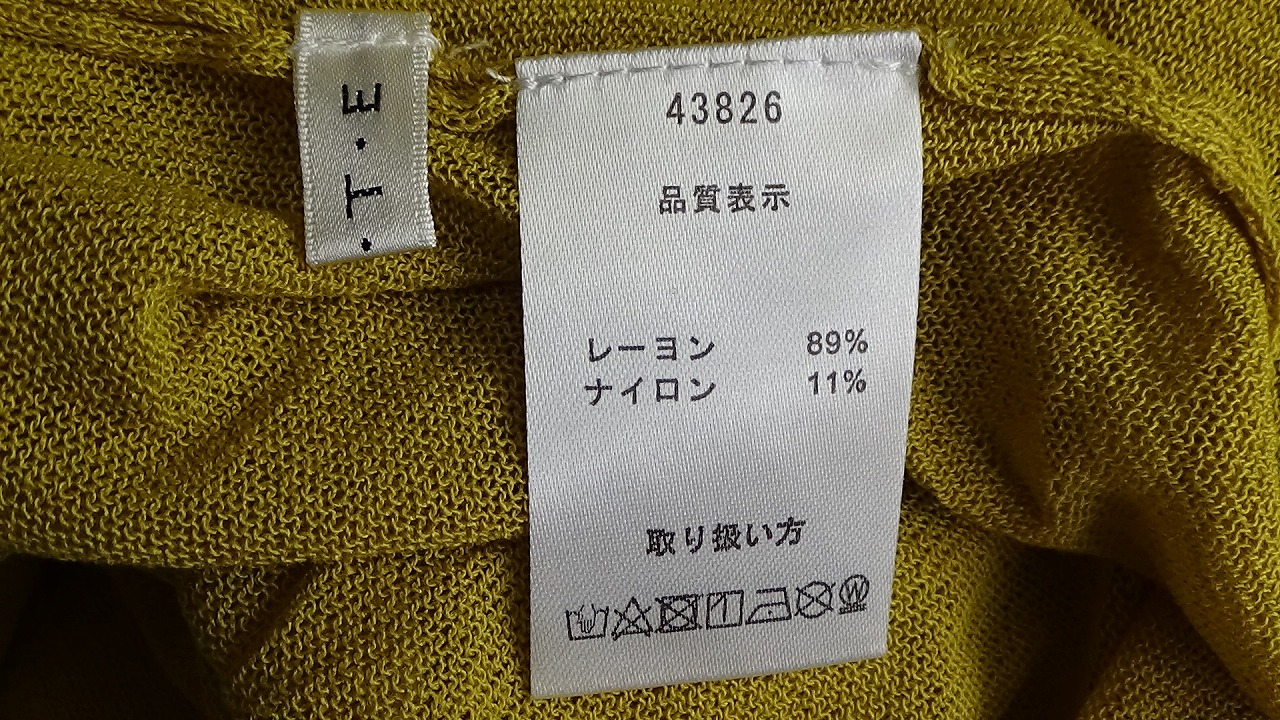 ・T・E
43826
品質表示
レーヨン 89%
ナイロン 11%
取り扱い方
W